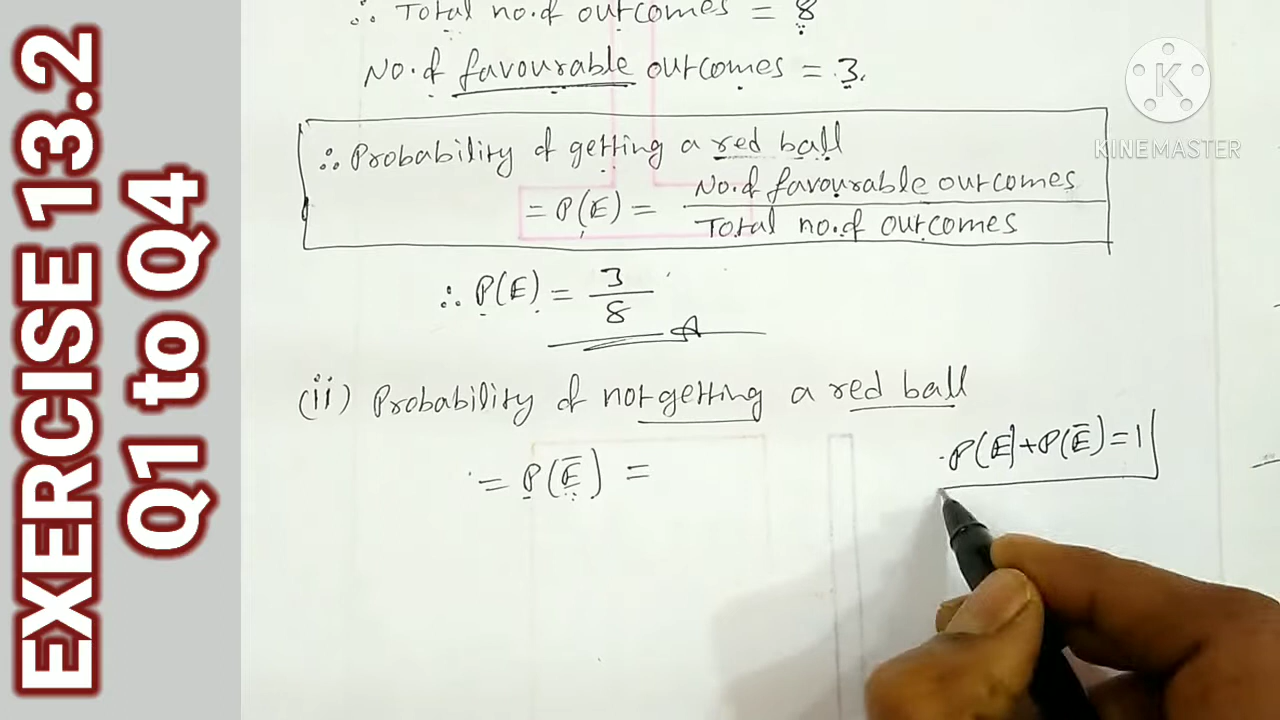 EXERCISE 13.2
Q1 to Q4
∴ Total no.of outcomes = 8
No. of favourable outcomes = 3.
K
KINEMASTER
∴ Probability of getting a red ball
= P(E) = No. of favourable outcomes
Total no. of outcomes
∴ P(E) = 3
8
A
(ii) Probability of not getting a red ball
P(E)+P(E̅)=1
= P(E̅) =